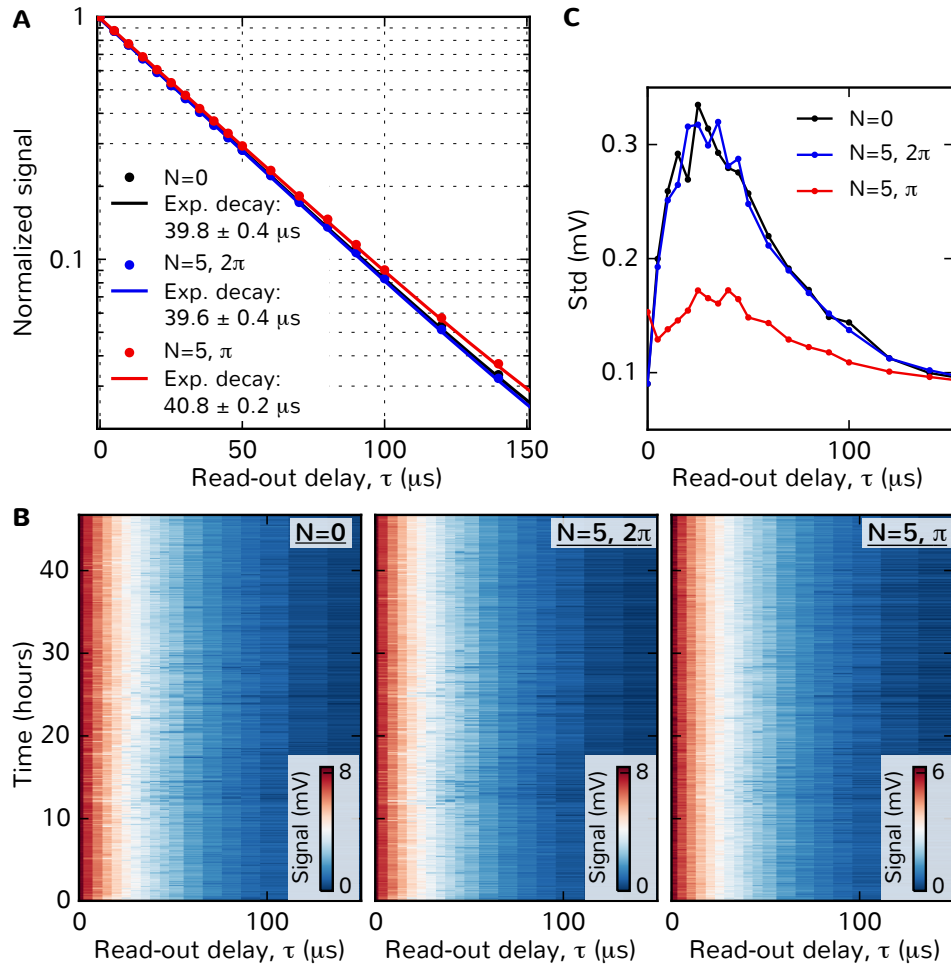 A
1
0.1
Normalized signal
N=0
Exp. decay:
39.8 ± 0.4 μs
N=5, 2π
Exp. decay:
39.6 ± 0.4 μs
N=5, π
Exp. decay:
40.8 ± 0.2 μs
0 50 100 150
Read-out delay, τ (μs)
C
N=0
N=5, 2π
N=5, π
0.3
0.2
0.1
Std (mV)
0 100
Read-out delay, τ (μs)
B
N=0
N=5, 2π
N=5, π
40
30
20
10
0
Time (hours)
Signal (mV)
8
0
Signal (mV)
8
0
Signal (mV)
6
0
0 100
0 100
0 100
Read-out delay, τ (μs)
Read-out delay, τ (μs)
Read-out delay, τ (μs)